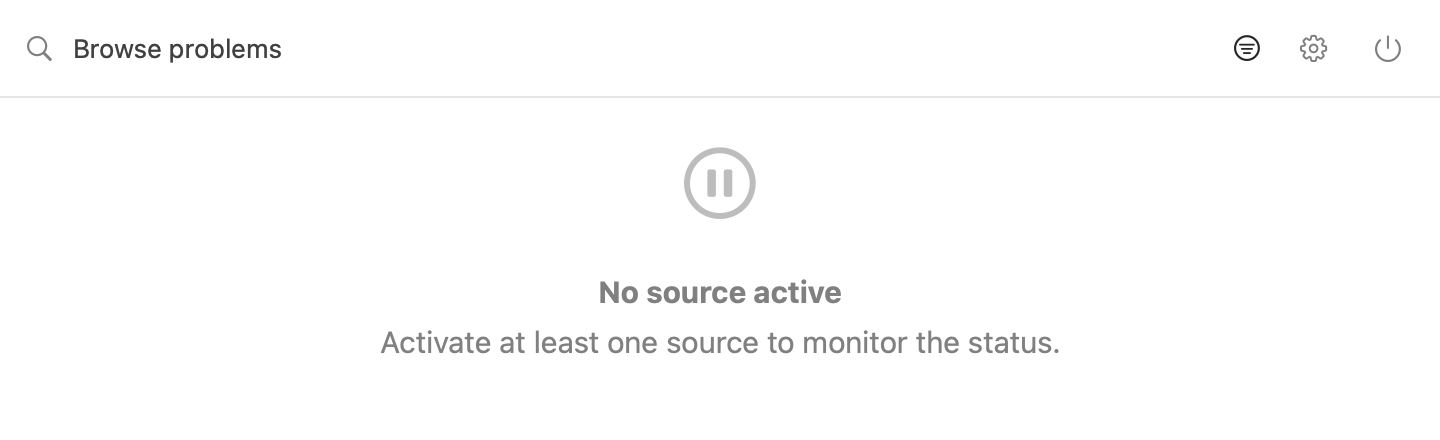 Browse problems
No source active
Activate at least one source to monitor the status.